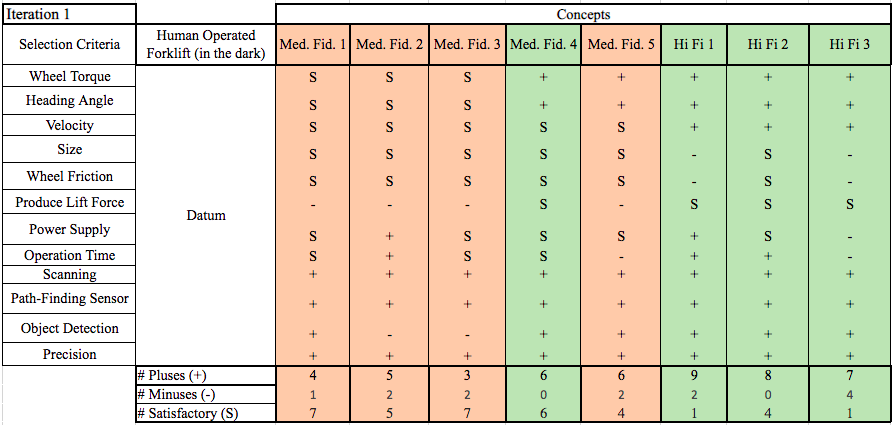 Iteration 1 Concepts
Selection Criteria Human Operated Forklift (in the dark) Med. Fid. 1 Med. Fid. 2 Med. Fid. 3 Med. Fid. 4 Med. Fid. 5 Hi Fi 1 Hi Fi 2 Hi Fi 3
Wheel Torque S S S + + + + +
Heading Angle S S S + + + + +
Velocity S S S S S + + +
Size S S S S S - S -
Wheel Friction S S S S S - S -
Produce Lift Force - - - S - S S S
Datum
Power Supply S + S S S + S -
Operation Time S + S S - + + -
Scanning + + + + + + + +
Path-Finding Sensor + + + + + + + +
Object Detection + - - + + + + +
Precision + + + + + + + +
# Pluses (+) 4 5 3 6 6 9 8 7
# Minuses (-) 1 2 2 0 2 2 0 4
# Satisfactory (S) 7 5 7 6 4 1 4 1